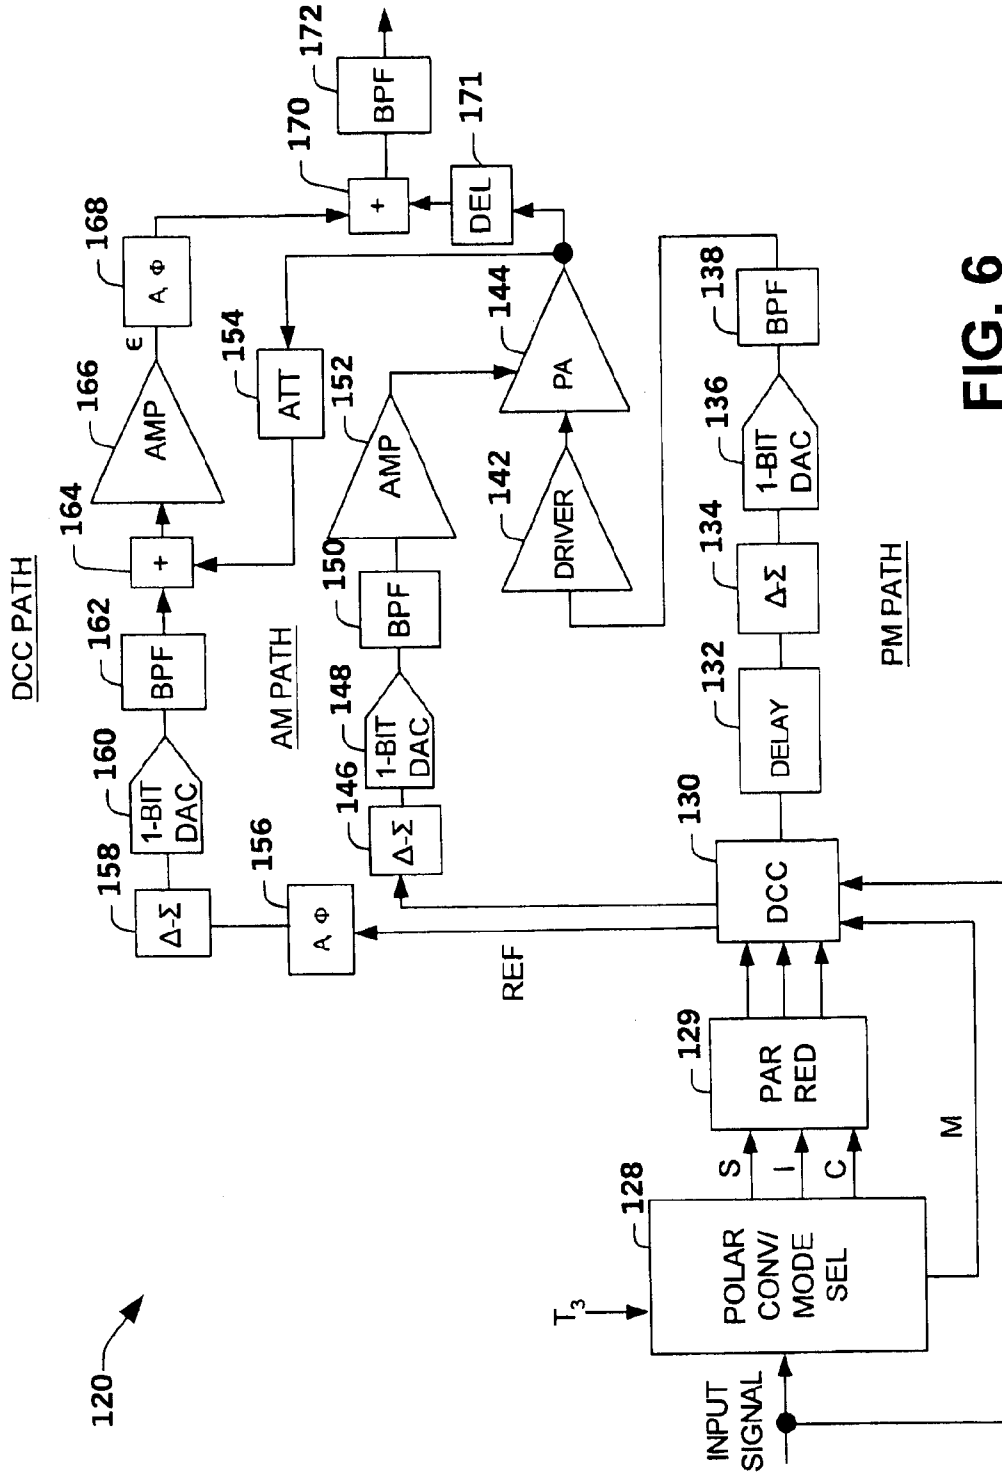 120
INPUT
SIGNAL
T3
128
POLAR
CONV/
MODE
SEL
S
I
C
M
129
PAR
RED
130
DCC
REF
DCC PATH
156
A, Φ
158
Δ-Σ
160
1-BIT
DAC
162
BPF
164
+
166
AMP
ϵ
168
A, Φ
AM PATH
146
Δ-Σ
148
1-BIT
DAC
150
BPF
152
AMP
154
ATT
PM PATH
132
DELAY
134
Δ-Σ
136
1-BIT
DAC
138
BPF
142
DRIVER
144
PA
170
+
171
DEL
172
BPF
FIG. 6